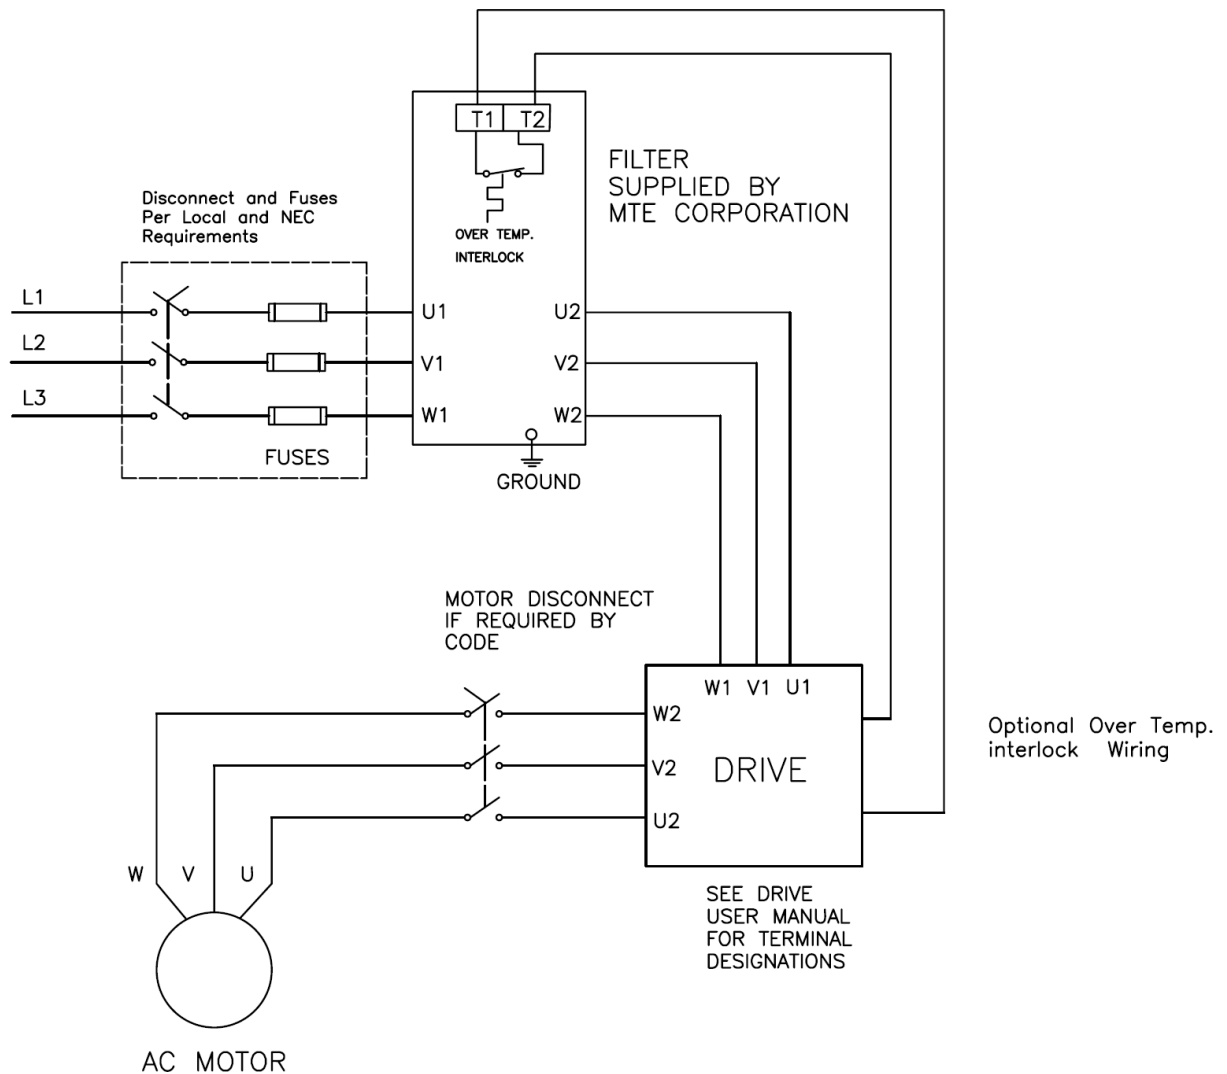 T1 T2
FILTER
SUPPLIED BY
MTE CORPORATION
Disconnect and Fuses
Per Local and NEC
Requirements
OVER TEMP.
INTERLOCK
L1
U1
U2
L2
V1
V2
L3
W1
W2
FUSES
GROUND
MOTOR DISCONNECT
IF REQUIRED BY
CODE
W1 V1 U1
W2
V2
DRIVE
U2
Optional Over Temp.
interlock Wiring
W V U
SEE DRIVE
USER MANUAL
FOR TERMINAL
DESIGNATIONS
AC MOTOR